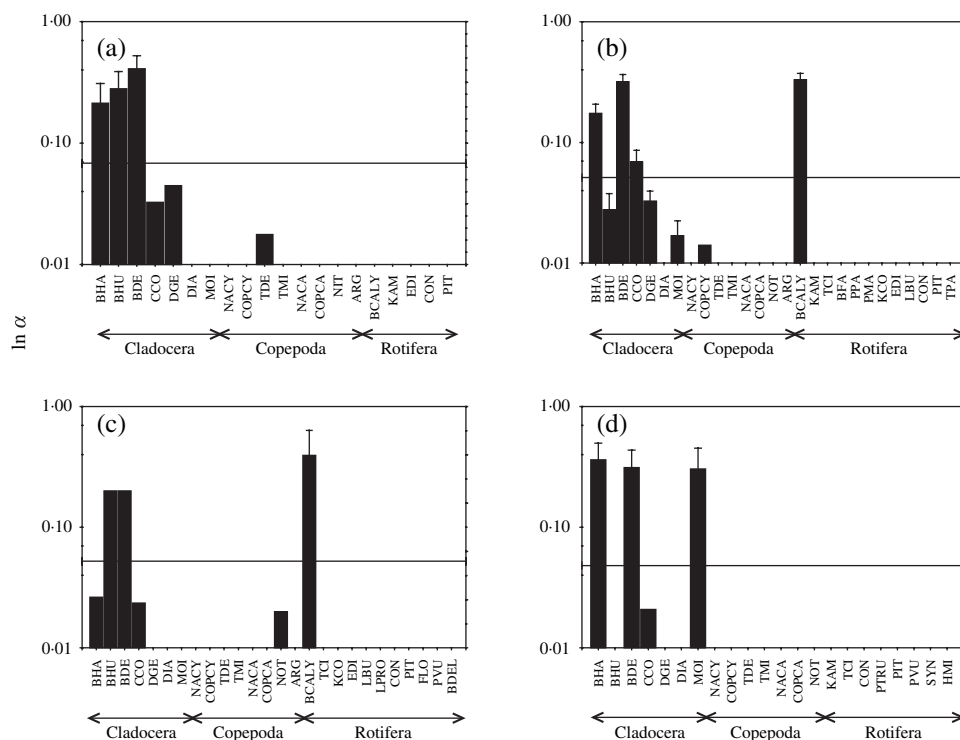 1·00
(a)
0·10
0·01
BHA BHU BDE CCO DGE DIA MOI NACY COPCY TDE TMI NACA COPCA NIT ARG BCALY KAM EDI CON PIT
Cladocera Copepoda Rotifera
1·00
(b)
0·10
0·01
BHA BHU BDE CCO DGE DIA MOI NACY COPCY TDE TMI NACA COPCA NOT ARG BCALY KAM TCI BFA PPA PMA KCO EDI LBU CON PIT TPA
Cladocera Copepoda Rotifera
ln α
1·00
(c)
0·10
0·01
BHA BHU BDE CCO DGE DIA MOI NACY COPCY TDE TMI NACA COPCA NOT ARG BCALY TCI KCO EDI LBU LPRO CON PIT FLO PVU BDEL
Cladocera Copepoda Rotifera
1·00
(d)
0·10
0·01
BHA BHU BDE CCO DGE DIA MOI NACY COPCY TDE TMI NACA COPCA NOT KAM TCI CON PTRU PIT PVU SYN HMI
Cladocera Copepoda Rotifera